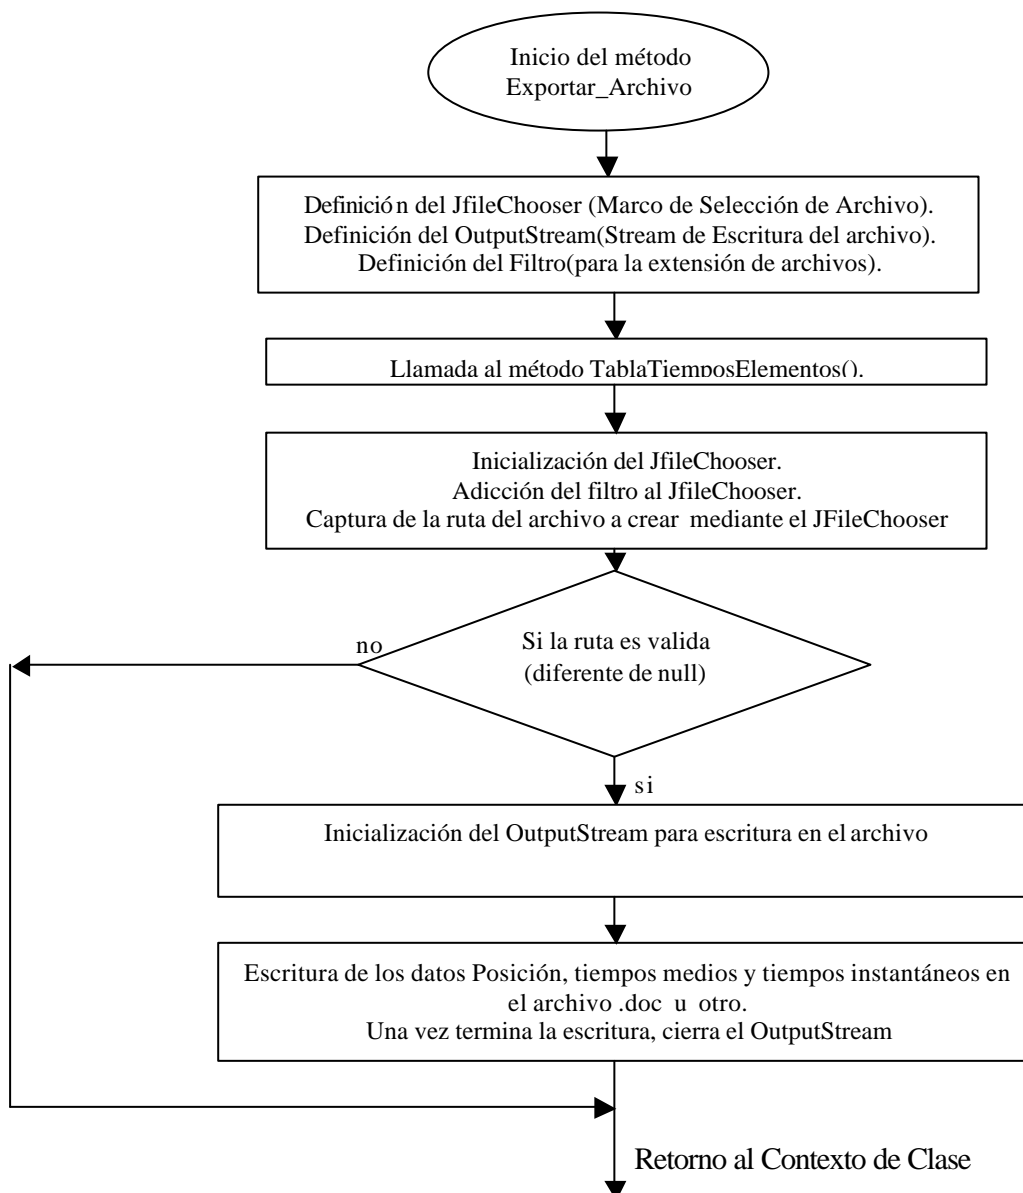 Inicio del método
Exportar_Archivo
Definición del JfileChooser (Marco de Selección de Archivo).
Definición del OutputStream(Stream de Escritura del archivo).
Definición del Filtro(para la extensión de archivos).
Llamada al método TablaTiemposElementos().
Inicialización del JfileChooser.
Adicción del filtro al JfileChooser.
Captura de la ruta del archivo a crear mediante el JFileChooser
no
Si la ruta es valida
(diferente de null)
si
Inicialización del OutputStream para escritura en el archivo
Escritura de los datos Posición, tiempos medios y tiempos instantáneos en
el archivo .doc u otro.
Una vez termina la escritura, cierra el OutputStream
Retorno al Contexto de Clase